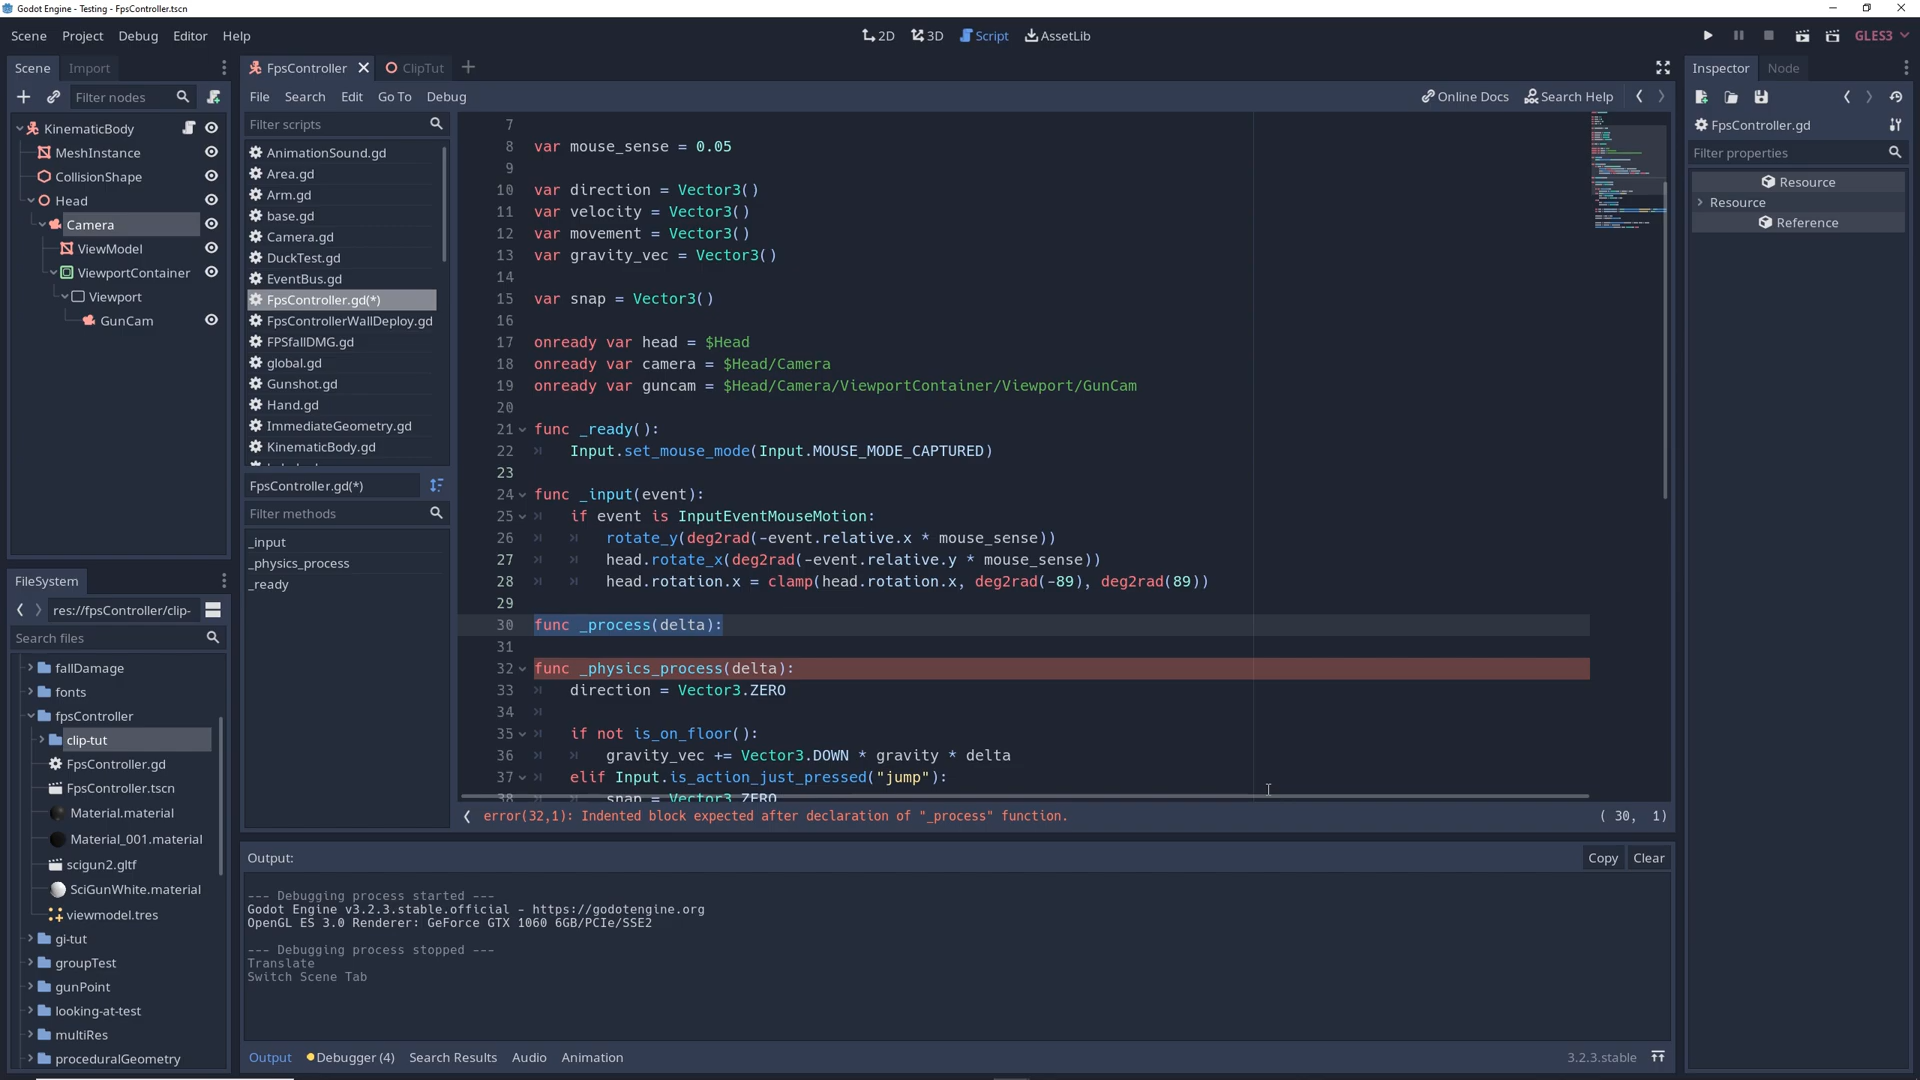 Godot Engine - Testing - FpsController.tscn
Scene Project Debug Editor Help
2D 3D Script AssetLib
GLES3
Scene Import
Filter nodes
KinematicBody
MeshInstance
CollisionShape
Head
Camera
ViewModel
ViewportContainer
Viewport
GunCam
FileSystem
res://fpsController/clip-
Search files
fallDamage
fonts
fpsController
clip-tut
FpsController.gd
FpsController.tscn
Material.material
Material_001.material
scigun2.gltf
SciGunWhite.material
viewmodel.tres
gi-tut
groupTest
gunPoint
looking-at-test
multiRes
proceduralGeometry
FpsController ClipTut
File Search Edit Go To Debug
Online Docs Search Help
Filter scripts
AnimationSound.gd
Area.gd
Arm.gd
base.gd
Camera.gd
DuckTest.gd
EventBus.gd
FpsController.gd(*)
FpsControllerWallDeploy.gd
FPSfallDMG.gd
global.gd
Gunshot.gd
Hand.gd
ImmediateGeometry.gd
KinematicBody.gd
FpsController.gd(*)
Filter methods
_input
_physics_process
_ready
7
8 var mouse_sense = 0.05
9
10 var direction = Vector3()
11 var velocity = Vector3()
12 var movement = Vector3()
13 var gravity_vec = Vector3()
14
15 var snap = Vector3()
16
17 onready var head = $Head
18 onready var camera = $Head/Camera
19 onready var guncam = $Head/Camera/ViewportContainer/Viewport/GunCam
20
21 func _ready():
22 Input.set_mouse_mode(Input.MOUSE_MODE_CAPTURED)
23
24 func _input(event):
25 if event is InputEventMouseMotion:
26 rotate_y(deg2rad(-event.relative.x * mouse_sense))
27 head.rotate_x(deg2rad(-event.relative.y * mouse_sense))
28 head.rotation.x = clamp(head.rotation.x, deg2rad(-89), deg2rad(89))
29
30 func _process(delta):
31
32 func _physics_process(delta):
33 direction = Vector3.ZERO
34
35 if not is_on_floor():
36 gravity_vec += Vector3.DOWN * gravity * delta
37 elif Input.is_action_just_pressed("jump"):
38 snap = Vector3.ZERO
error(32,1): Indented block expected after declaration of "_process" function.
( 30, 1)
Output:
Copy Clear
--- Debugging process started ---
Godot Engine v3.2.3.stable.official - https://godotengine.org
OpenGL ES 3.0 Renderer: GeForce GTX 1060 6GB/PCIe/SSE2
--- Debugging process stopped ---
Translate
Switch Scene Tab
Output Debugger (4) Search Results Audio Animation
3.2.3.stable
Inspector Node
FpsController.gd
Filter properties
Resource
Resource
Reference